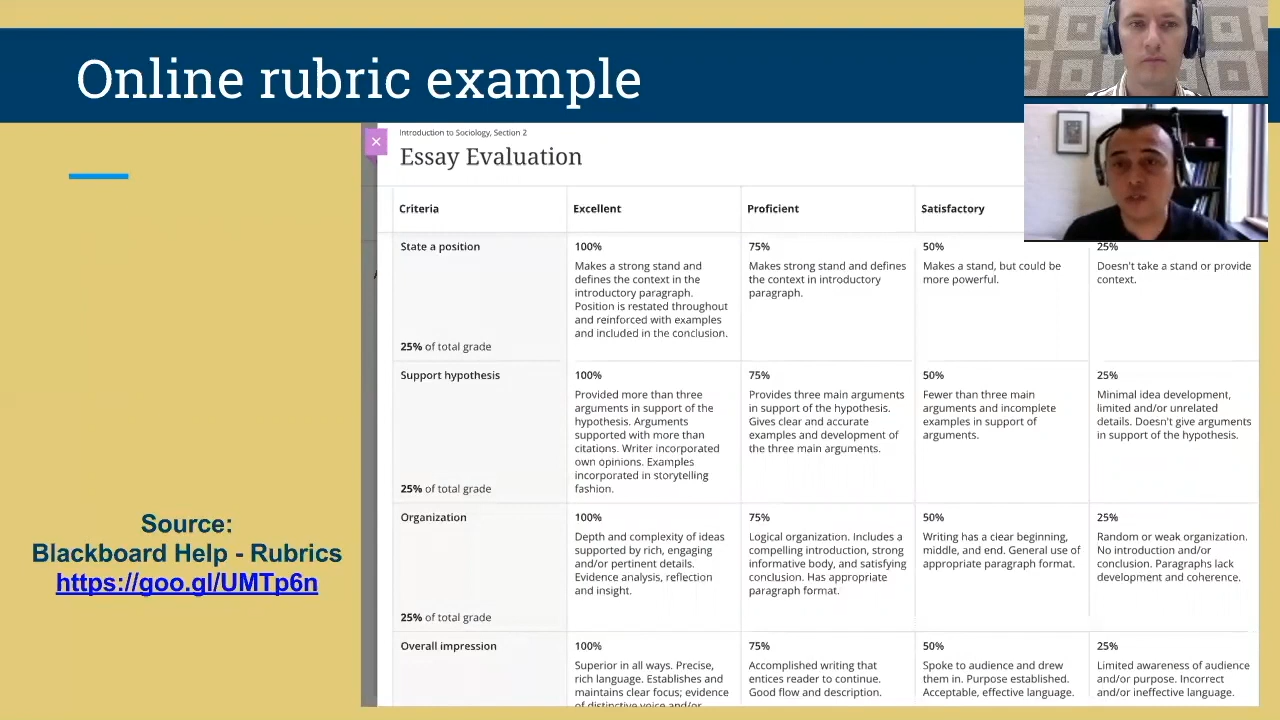 Online rubric example
Introduction to Sociology, Section 2
Essay Evaluation
Criteria
Excellent
Proficient
Satisfactory
State a position
25% of total grade
100%
Makes a strong stand and
defines the context in the
introductory paragraph.
Position is restated throughout
and reinforced with examples
and included in the conclusion.
75%
Makes strong stand and defines
the context in introductory
paragraph.
50%
Makes a stand, but could be
more powerful.
25%
Doesn't take a stand or provide
context.
Support hypothesis
25% of total grade
100%
Provided more than three
arguments in support of the
hypothesis. Arguments
supported with more than
citations. Writer incorporated
own opinions. Examples
incorporated in storytelling
fashion.
75%
Provides three main arguments
in support of the hypothesis.
Gives clear and accurate
examples and development of
the three main arguments.
50%
Fewer than three main
arguments and incomplete
examples in support of
arguments.
25%
Minimal idea development,
limited and/or unrelated
details. Doesn't give arguments
in support of the hypothesis.
Organization
25% of total grade
100%
Depth and complexity of ideas
supported by rich, engaging
and/or pertinent details.
Evidence analysis, reflection
and insight.
75%
Logical organization. Includes a
compelling introduction, strong
informative body, and satisfying
conclusion. Has appropriate
paragraph format.
50%
Writing has a clear beginning,
middle, and end. General use of
appropriate paragraph format.
25%
Random or weak organization.
No introduction and/or
conclusion. Paragraphs lack
development and coherence.
Overall impression
100%
Superior in all ways. Precise,
rich language. Establishes and
maintains clear focus; evidence
of distinctive voice and/or
75%
Accomplished writing that
entices reader to continue.
Good flow and description.
50%
Spoke to audience and drew
them in. Purpose established.
Acceptable, effective language.
25%
Limited awareness of audience
and/or purpose. Incorrect
and/or ineffective language.
Source:
Blackboard Help - Rubrics
https://goo.gl/UMTp6n